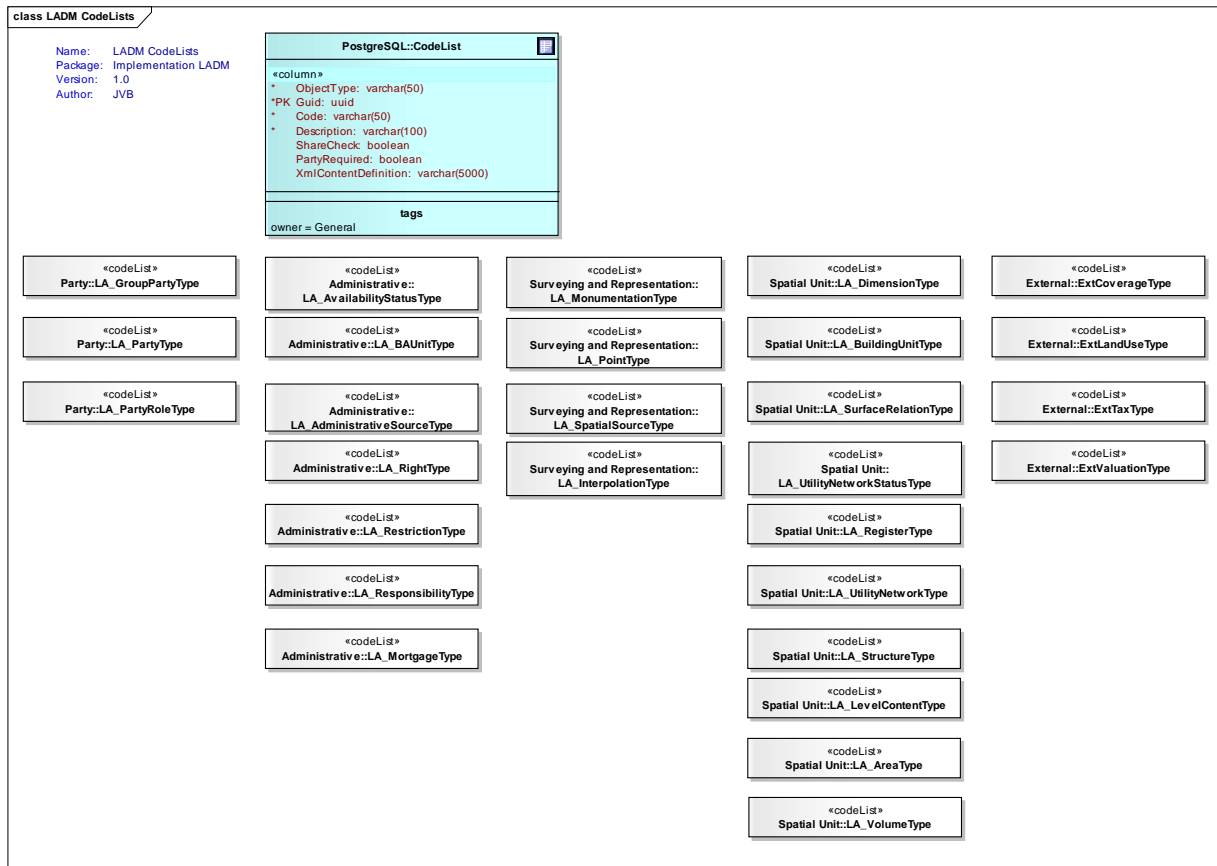 class LADM CodeLists
Name: LADM CodeLists
Package: Implementation LADM
Version: 1.0
Author: JVB
PostgreSQL::CodeList
«column»
* ObjectType: varchar(50)
*PK Guid: uuid
* Code: varchar(50)
* Description: varchar(100)
ShareCheck: boolean
PartyRequired: boolean
XmlContentDefinition: varchar(5000)
tags
owner = General
«codeList»
Party::LA_GroupPartyType
«codeList»
Party::LA_PartyType
«codeList»
Party::LA_PartyRoleType
«codeList»
Administrative::
LA_AvailabilityStatusType
«codeList»
Administrative::LA_BAUnitType
«codeList»
Administrative::
LA_AdministrativeSourceType
«codeList»
Administrative::LA_RightType
«codeList»
Administrative::LA_RestrictionType
«codeList»
Administrative::LA_ResponsibilityType
«codeList»
Administrative::LA_MortgageType
«codeList»
Surveying and Representation::
LA_MonumentationType
«codeList»
Surveying and Representation::
LA_PointType
«codeList»
Surveying and Representation::
LA_SpatialSourceType
«codeList»
Surveying and Representation::
LA_InterpolationType
«codeList»
Spatial Unit::LA_DimensionType
«codeList»
Spatial Unit::LA_BuildingUnitType
«codeList»
Spatial Unit::LA_SurfaceRelationType
«codeList»
Spatial Unit::
LA_UtilityNetworkStatusType
«codeList»
Spatial Unit::LA_RegisterType
«codeList»
Spatial Unit::LA_UtilityNetworkType
«codeList»
Spatial Unit::LA_StructureType
«codeList»
Spatial Unit::LA_LevelContentType
«codeList»
Spatial Unit::LA_AreaType
«codeList»
Spatial Unit::LA_VolumeType
«codeList»
External::ExtCoverageType
«codeList»
External::ExtLandUseType
«codeList»
External::ExtTaxType
«codeList»
External::ExtValuationType